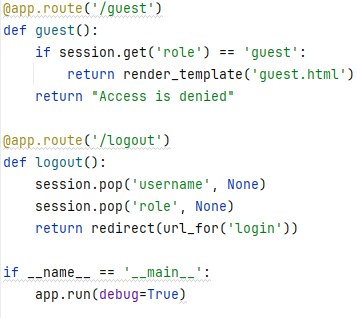 @app.route('/guest')
def guest():
    if session.get('role') == 'guest':
        return render_template('guest.html')
    return "Access is denied"

@app.route('/logout')
def logout():
    session.pop('username', None)
    session.pop('role', None)
    return redirect(url_for('login'))

if __name__ == '__main__':
    app.run(debug=True)